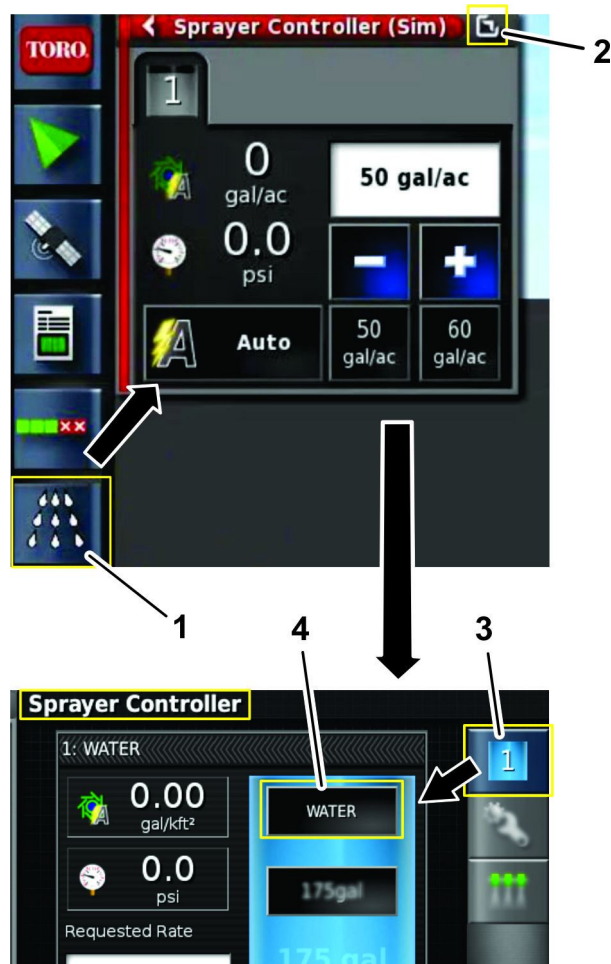 TORO.
Sprayer Controller (Sim)
2
1
0
gal/ac
50 gal/ac
0.0
psi
- +
A Auto
50
gal/ac
60
gal/ac
xx
1
4
3
Sprayer Controller
1: WATER
1
0.00
gal/kft²
WATER
0.0
psi
175gal
Requested Rate
175 gal